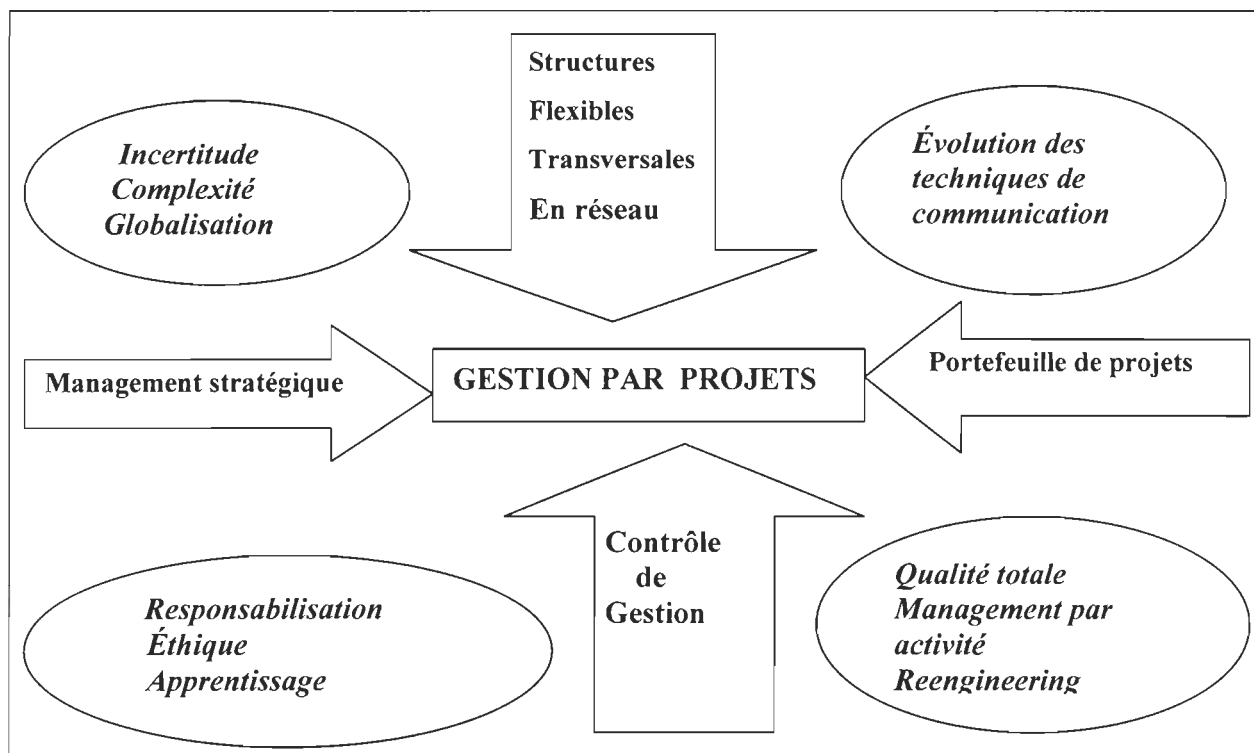 Structures
Flexibles
Transversales
En réseau
Incertitude
Complexité
Globalisation
Évolution des
techniques de
communication
Management stratégique
GESTION PAR PROJETS
Portefeuille de projets
Contrôle
de
Gestion
Responsabilisation
Éthique
Apprentissage
Qualité totale
Management par
activité
Reengineering